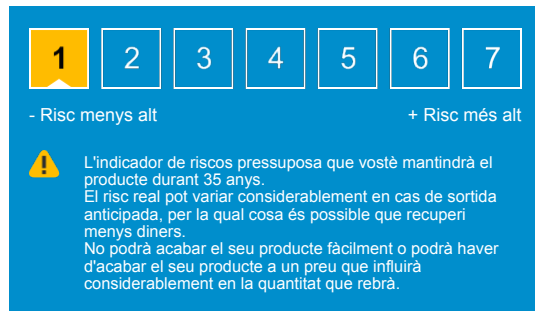 1 2 3 4 5 6 7
- Risc menys alt + Risc més alt
L'indicador de riscos pressuposa que vostè mantindrà el
producte durant 35 anys.
El risc real pot variar considerablement en cas de sortida
anticipada, per la qual cosa és possible que recuperi
menys diners.
No podrà acabar el seu producte fàcilment o podrà haver
d'acabar el seu producte a un preu que influirà
considerablement en la quantitat que rebrà.